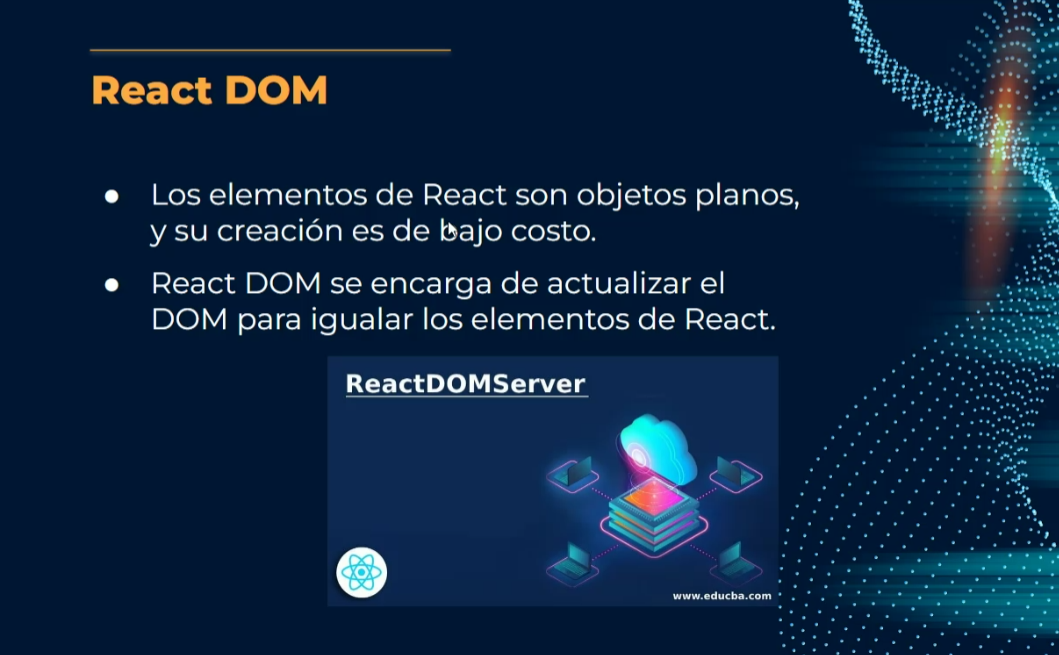 React DOM
● Los elementos de React son objetos planos,
y su creación es de bajo costo.
● React DOM se encarga de actualizar el
DOM para igualar los elementos de React.
ReactDOMServer
www.educba.com